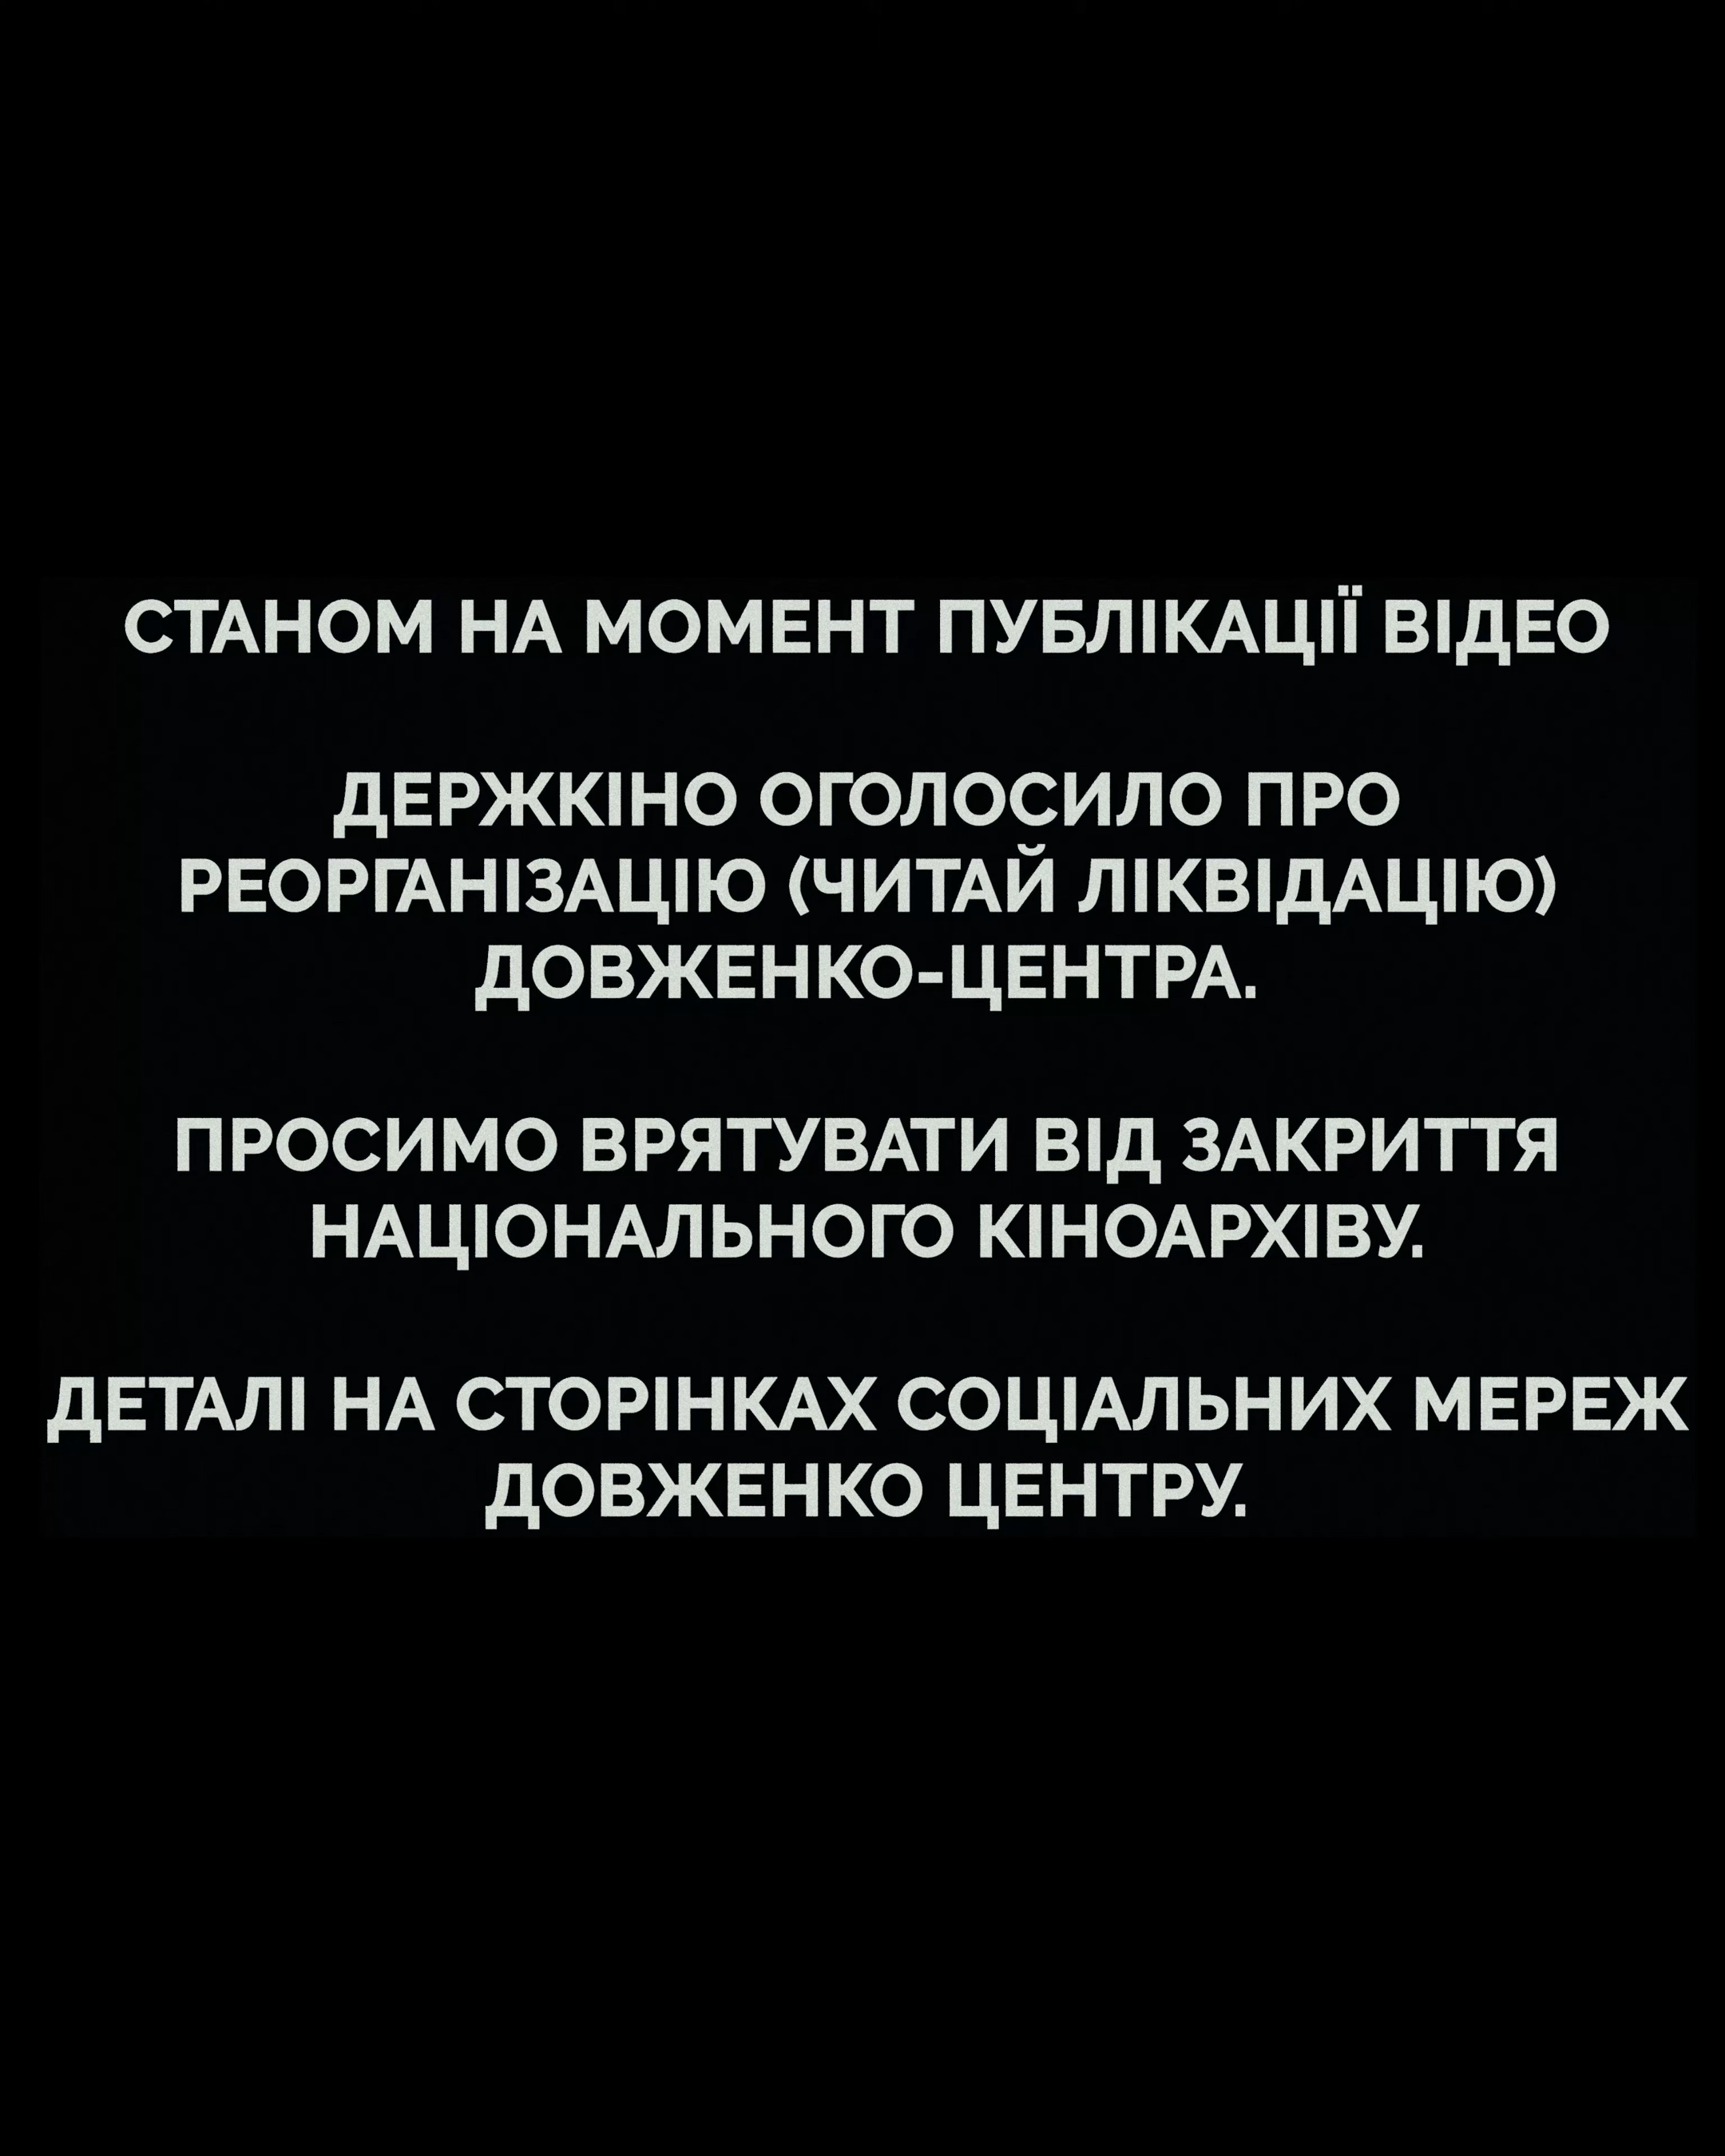 СТАНОМ НА МОМЕНТ ПУБЛІКАЦІЇ ВІДЕО
ДЕРЖКІНО ОГОЛОСИЛО ПРО
РЕОРГАНІЗАЦІЮ (ЧИТАЙ ЛІКВІДАЦІЮ)
ДОВЖЕНКО-ЦЕНТРА.
ПРОСИМО ВРЯТУВАТИ ВІД ЗАКРИТТЯ
НАЦІОНАЛЬНОГО КІНОАРХІВУ.
ДЕТАЛІ НА СТОРІНКАХ СОЦІАЛЬНИХ МЕРЕЖ
ДОВЖЕНКО ЦЕНТРУ.